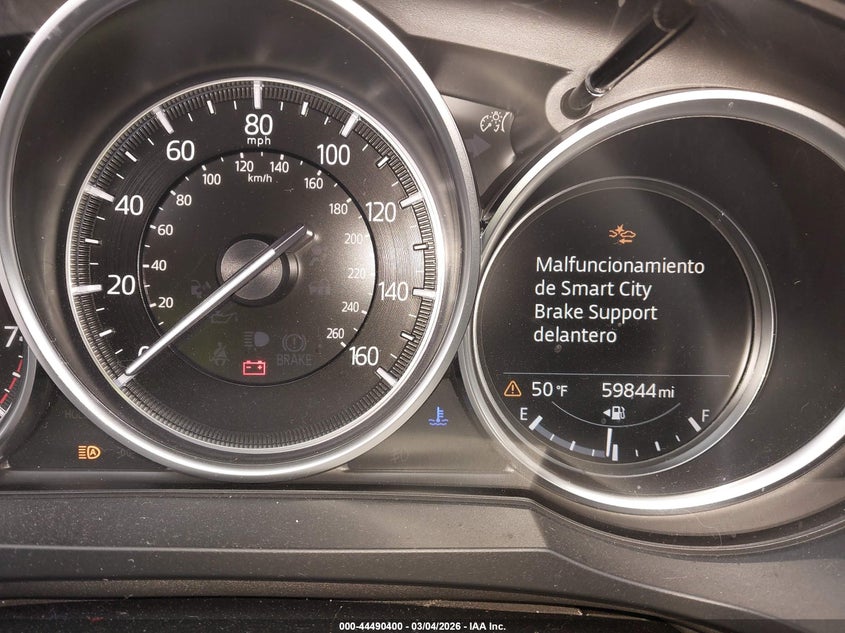 80
mph
60
100
120
140
100
km/h
160
80
180
40
120
60
200
40
220
20
140
20
240
0
260
160
BRAKE
7
Malfuncionamiento
de Smart City
Brake Support
delantero
50°F
59844mi
E
F
000-44490400 - 03/04/2026 - IAA Inc.